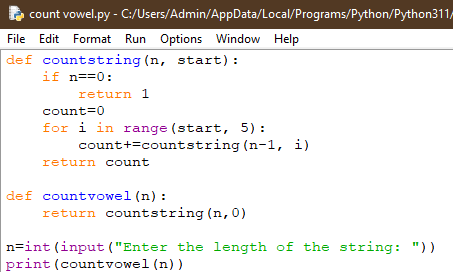 count vowel.py - C:/Users/Admin/AppData/Local/Programs/Python/Python311/
File Edit Format Run Options Window Help
def countstring(n, start):
    if n==0:
        return 1
    count=0
    for i in range(start, 5):
        count+=countstring(n-1, i)
    return count

def countvowel(n):
    return countstring(n,0)

n=int(input("Enter the length of the string: "))
print(countvowel(n))